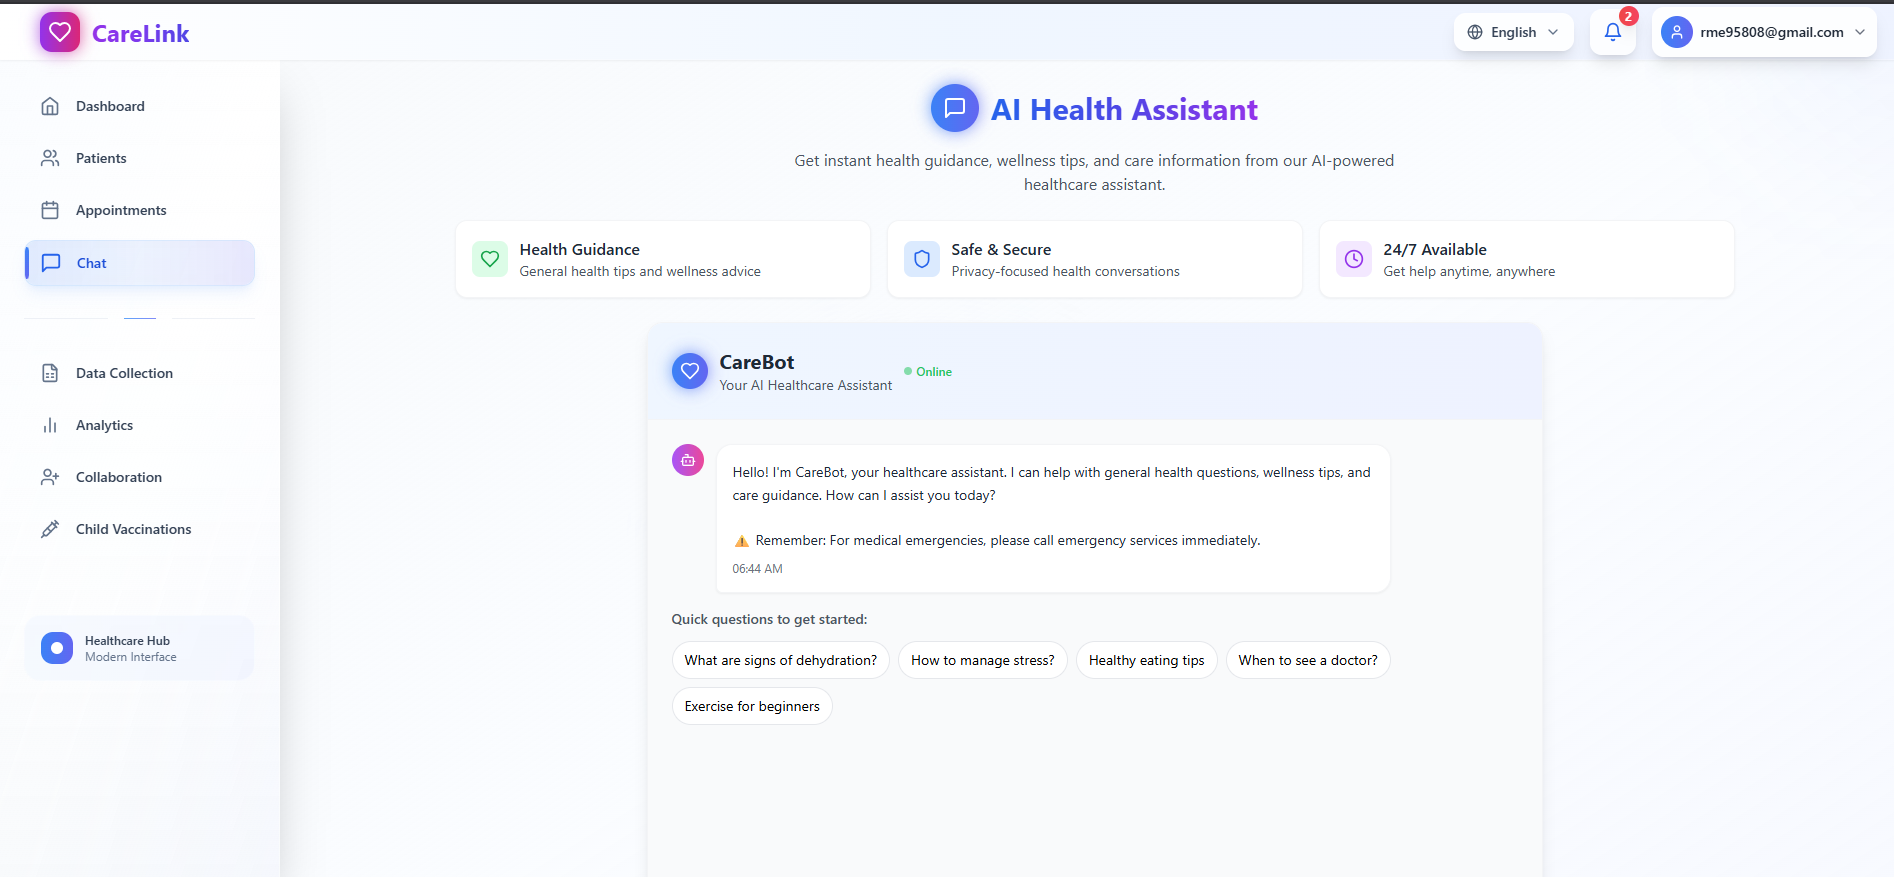 CareLink
English
2
rme95808@gmail.com
Dashboard
Patients
Appointments
Chat
Data Collection
Analytics
Collaboration
Child Vaccinations
Healthcare Hub
Modern Interface
AI Health Assistant
Get instant health guidance, wellness tips, and care information from our AI-powered
healthcare assistant.
Health Guidance
General health tips and wellness advice
Safe & Secure
Privacy-focused health conversations
24/7 Available
Get help anytime, anywhere
CareBot
Your AI Healthcare Assistant
Online
Hello! I'm CareBot, your healthcare assistant. I can help with general health questions, wellness tips, and
care guidance. How can I assist you today?
⚠️ Remember: For medical emergencies, please call emergency services immediately.
06:44 AM
Quick questions to get started:
What are signs of dehydration?
How to manage stress?
Healthy eating tips
When to see a doctor?
Exercise for beginners